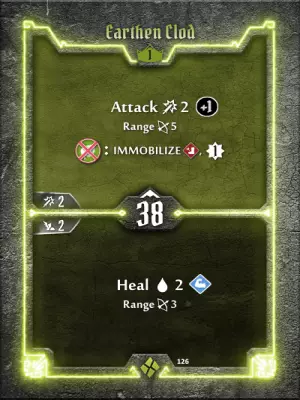 Earthen Clod
1
Attack 2 +1
Range 5
: IMMOBILIZE , 1
2
38
2
Heal 2
Range 3
126